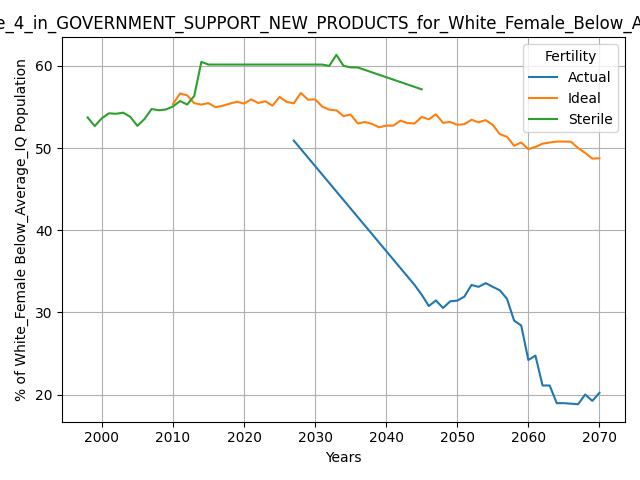 e_4_in_GOVERNMENT_SUPPORT_NEW_PRODUCTS_for_White_Female_Below_A
Fertility
Actual
Ideal
Sterile
% of White_Female Below_Average_IQ Population
60
50
40
30
20
2000
2010
2020
2030
2040
2050
2060
2070
Years